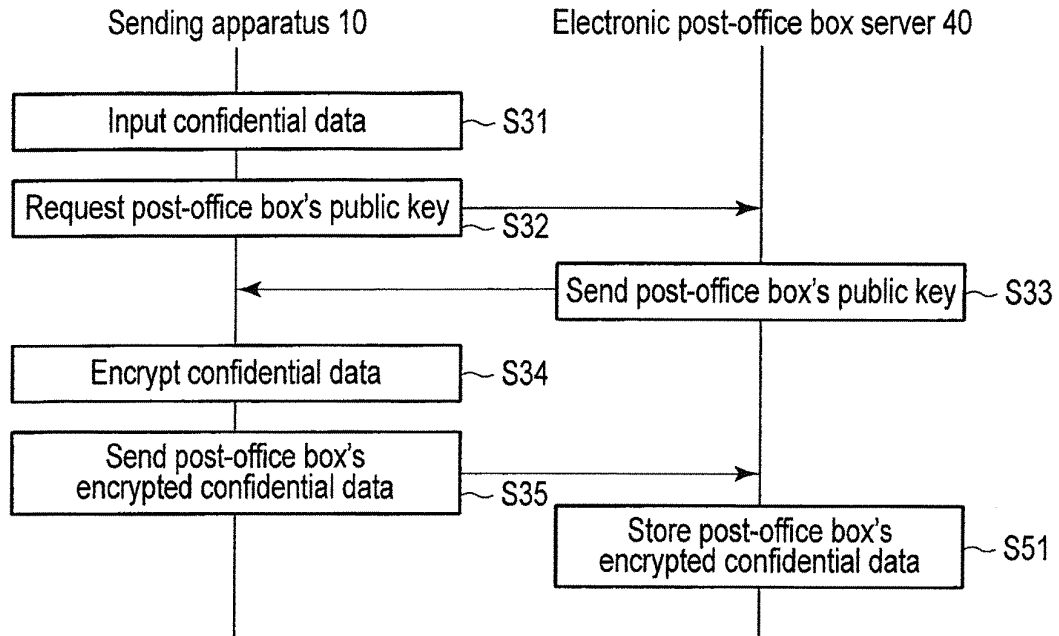 Sending apparatus 10
Electronic post-office box server 40
Input confidential data
S31
Request post-office box's public key
S32
Send post-office box's public key
S33
Encrypt confidential data
S34
Send post-office box's
encrypted confidential data
S35
Store post-office box's
encrypted confidential data
S51